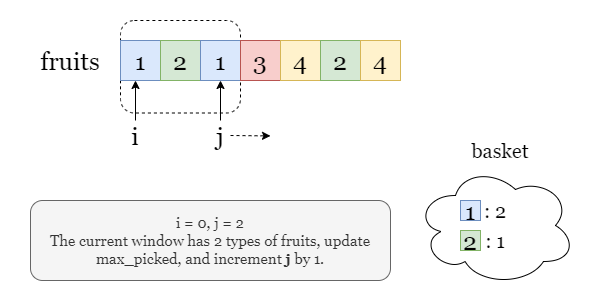 fruits 1 2 1 3 4 2 4
i j
basket
1 : 2
2 : 1
i = 0, j = 2
The current window has 2 types of fruits, update
max_picked, and increment j by 1.